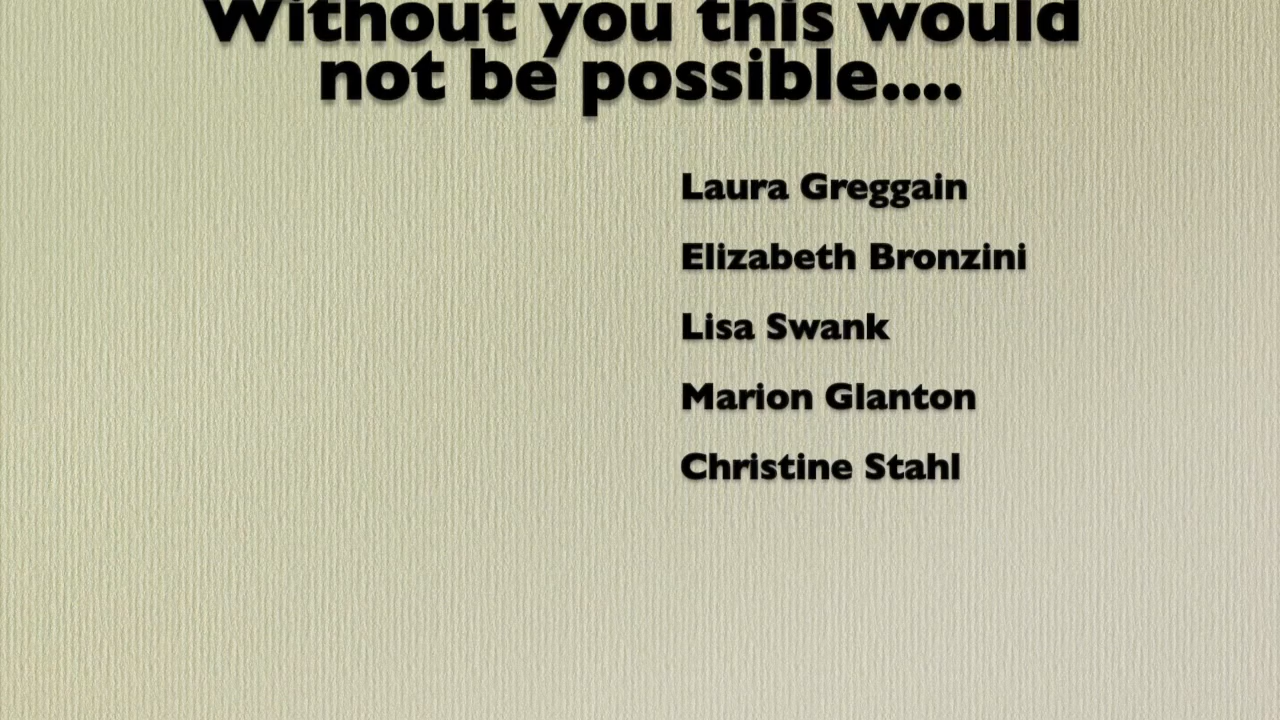 Without you this would
not be possible....
Laura Greggain
Elizabeth Bronzini
Lisa Swank
Marion Glanton
Christine Stahl